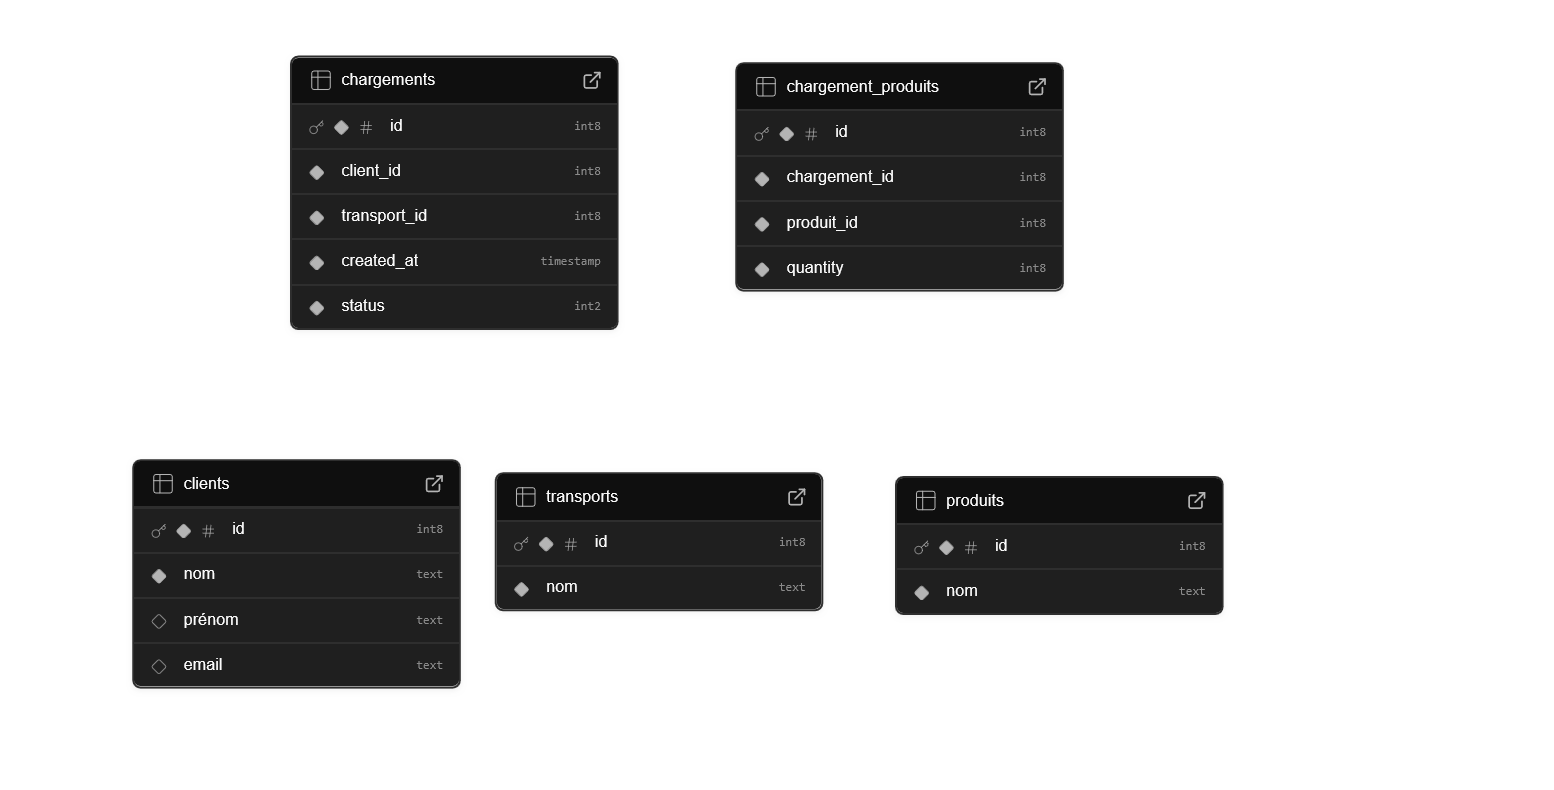 chargements
id int8
client_id int8
transport_id int8
created_at timestamp
status int2
chargement_produits
id int8
chargement_id int8
produit_id int8
quantity int8
clients
id int8
nom text
prénom text
email text
transports
id int8
nom text
produits
id int8
nom text